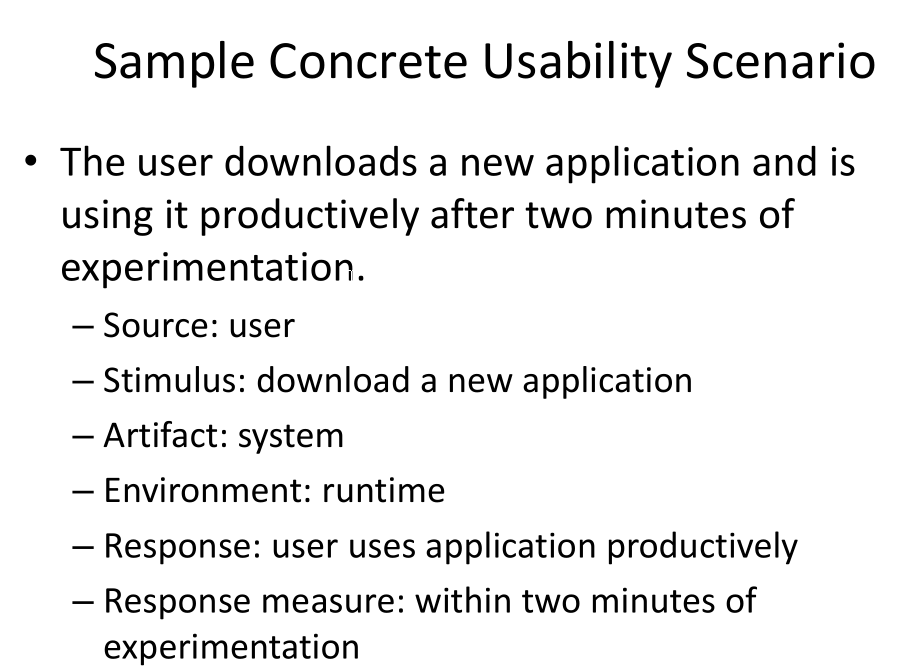 Sample Concrete Usability Scenario
• The user downloads a new application and is
using it productively after two minutes of
experimentation.
– Source: user
– Stimulus: download a new application
– Artifact: system
– Environment: runtime
– Response: user uses application productively
– Response measure: within two minutes of
experimentation